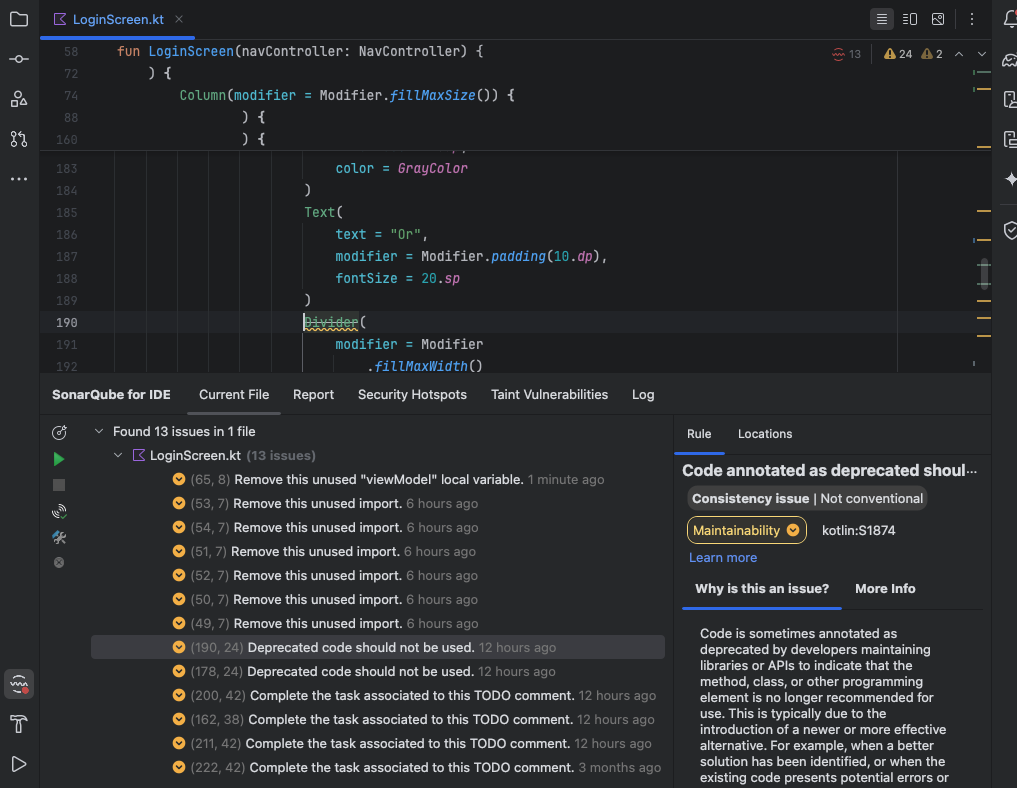 LoginScreen.kt
58 fun LoginScreen(navController: NavController) {
13 24 2
72 ) {
74 Column(modifier = Modifier.fillMaxSize()) {
88 ) {
160 ) {
183 color = GrayColor
184 )
185 Text(
186 text = "Or",
187 modifier = Modifier.padding(10.dp),
188 fontSize = 20.sp
189 )
190 Divider(
191 modifier = Modifier
192 .fillMaxWidth()
SonarQube for IDE Current File Report Security Hotspots Taint Vulnerabilities Log
Found 13 issues in 1 file
LoginScreen.kt (13 issues)
(65, 8) Remove this unused "viewModel" local variable. 1 minute ago
(53, 7) Remove this unused import. 6 hours ago
(54, 7) Remove this unused import. 6 hours ago
(51, 7) Remove this unused import. 6 hours ago
(52, 7) Remove this unused import. 6 hours ago
(50, 7) Remove this unused import. 6 hours ago
(49, 7) Remove this unused import. 6 hours ago
(190, 24) Deprecated code should not be used. 12 hours ago
(178, 24) Deprecated code should not be used. 12 hours ago
(200, 42) Complete the task associated to this TODO comment. 12 hours ago
(162, 38) Complete the task associated to this TODO comment. 12 hours ago
(211, 42) Complete the task associated to this TODO comment. 12 hours ago
(222, 42) Complete the task associated to this TODO comment. 3 months ago
Rule Locations
Code annotated as deprecated shoul...
Consistency issue | Not conventional
Maintainability kotlin:S1874
Learn more
Why is this an issue? More Info
Code is sometimes annotated as
deprecated by developers maintaining
libraries or APIs to indicate that the
method, class, or other programming
element is no longer recommended for
use. This is typically due to the
introduction of a newer or more effective
alternative. For example, when a better
solution has been identified, or when the
existing code presents potential errors or